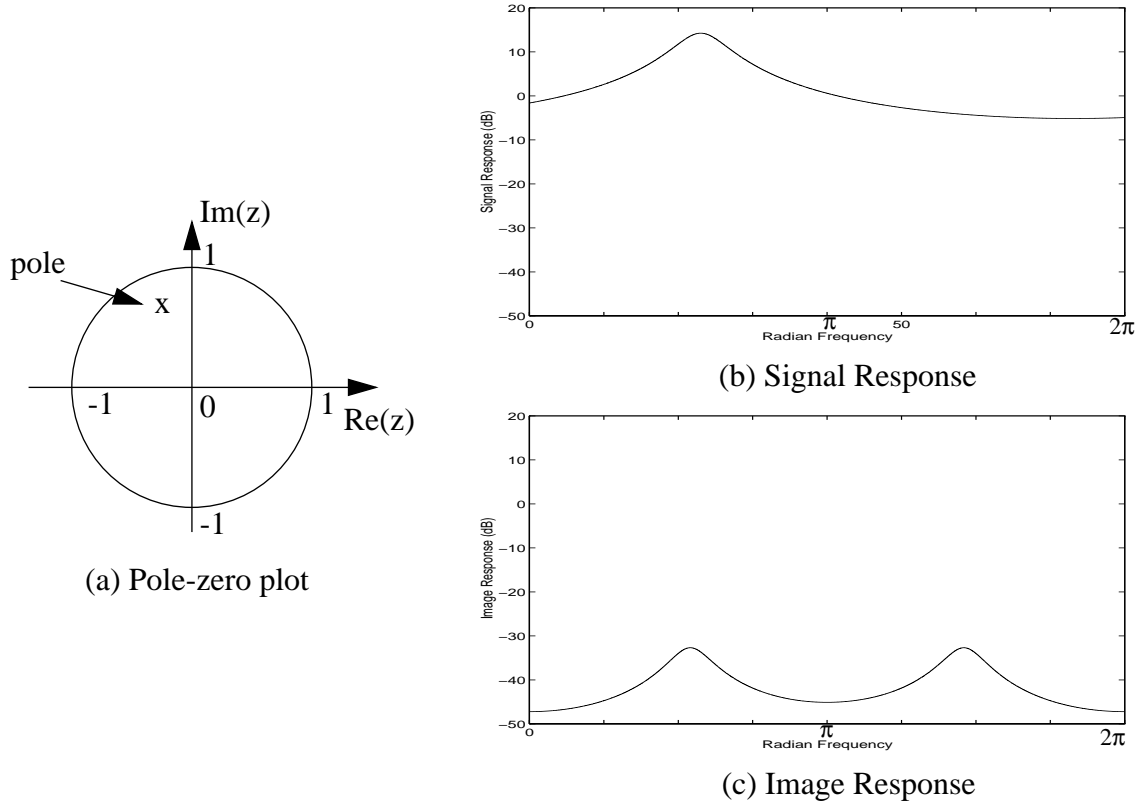 Im(z)
1
pole
x
-1
0
1
Re(z)
-1
(a) Pole-zero plot
20
10
0
−10
−20
−30
−40
−50
Signal Response (dB)
0
π
50
2π
Radian Frequency
(b) Signal Response
20
10
0
−10
−20
−30
−40
−50
Image Response (dB)
0
π
2π
Radian Frequency
(c) Image Response